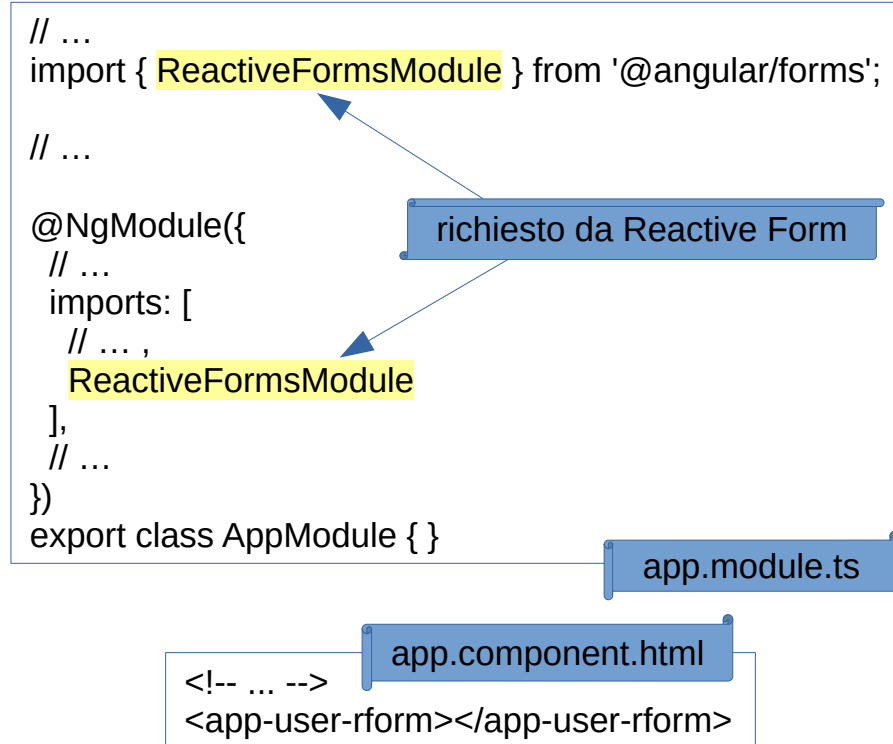 // …
import { ReactiveFormsModule } from '@angular/forms';
// …
@NgModule({
richiesto da Reactive Form
// …
imports: [
// … ,
ReactiveFormsModule
],
// …
})
export class AppModule { }
app.module.ts
app.component.html
<!-- ... -->
<app-user-rform></app-user-rform>